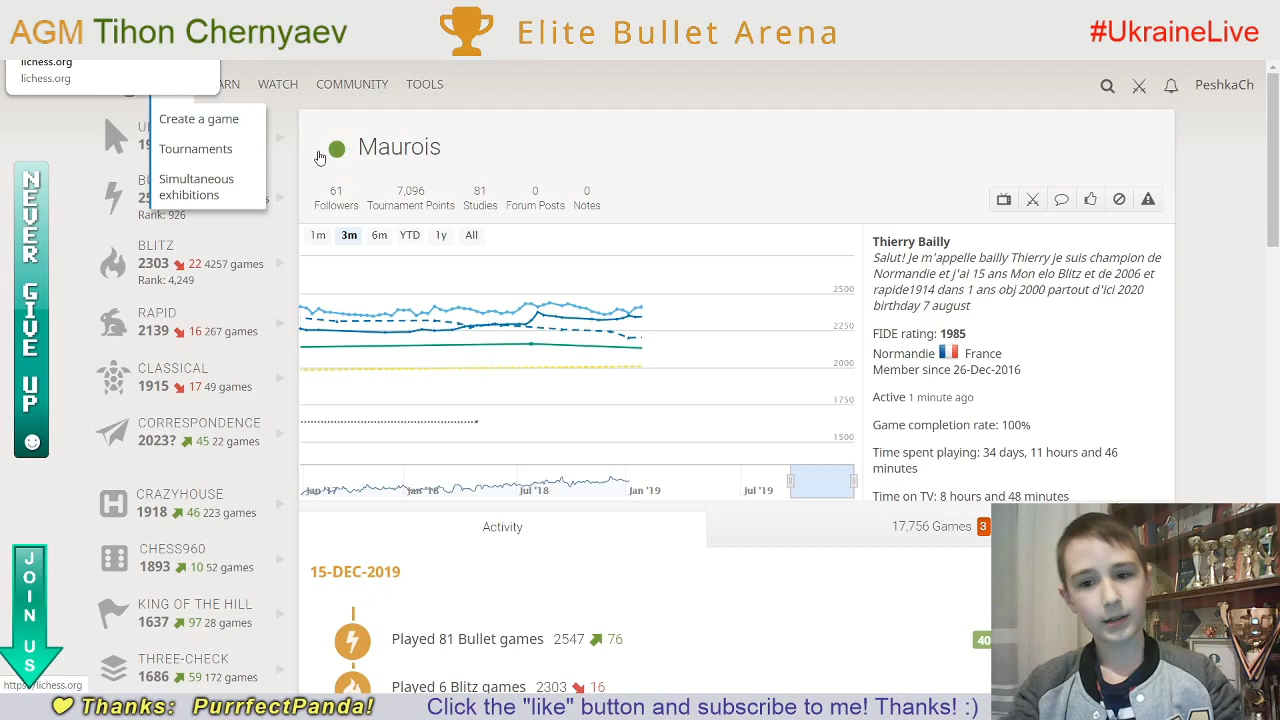 AGM Tihon Chernyaev
Elite Bullet Arena
#UkraineLive
lichess.org
lichess.org
WATCH
COMMUNITY
TOOLS
PeshkaCh
Create a game
Tournaments
Simultaneous
exhibitions
Rank: 926
BLITZ
2303 22 4257 games
Rank: 4,249
RAPID
2139 16 267 games
CLASSICAL
1915 17 49 games
CORRESPONDENCE
2023? 45 22 games
CRAZYHOUSE
1918 46 223 games
CHESS960
1893 10 52 games
KING OF THE HILL
1637 97 28 games
THREE-CHECK
1686 59 172 games
NEVER GIVE UP
JOIN US
https://lichess.org
Maurois
61
Followers
7,096
Tournament Points
81
Studies
0
Forum Posts
0
Notes
1m 3m 6m YTD 1y All
2500
2250
2000
1750
1500
Jan '18 Jul '18 Jan '19 Jul '19
Thierry Bailly
Salut! Je m'appelle bailly Thierry je suis champion de
Normandie et j'ai 15 ans Mon elo Blitz et de 2006 et
rapide1914 dans 1 ans obj 2000 partout d'ici 2020
birthday 7 august
FIDE rating: 1985
Normandie France
Member since 26-Dec-2016
Active 1 minute ago
Game completion rate: 100%
Time spent playing: 34 days, 11 hours and 46
minutes
Time on TV: 8 hours and 48 minutes
Activity
17,756 Games 3
15-DEC-2019
Played 81 Bullet games 2547 76
40
Played 6 Blitz games 2303 16
Thanks: PurrfectPanda!
Click the "like" button and subscribe to me! Thanks! :)